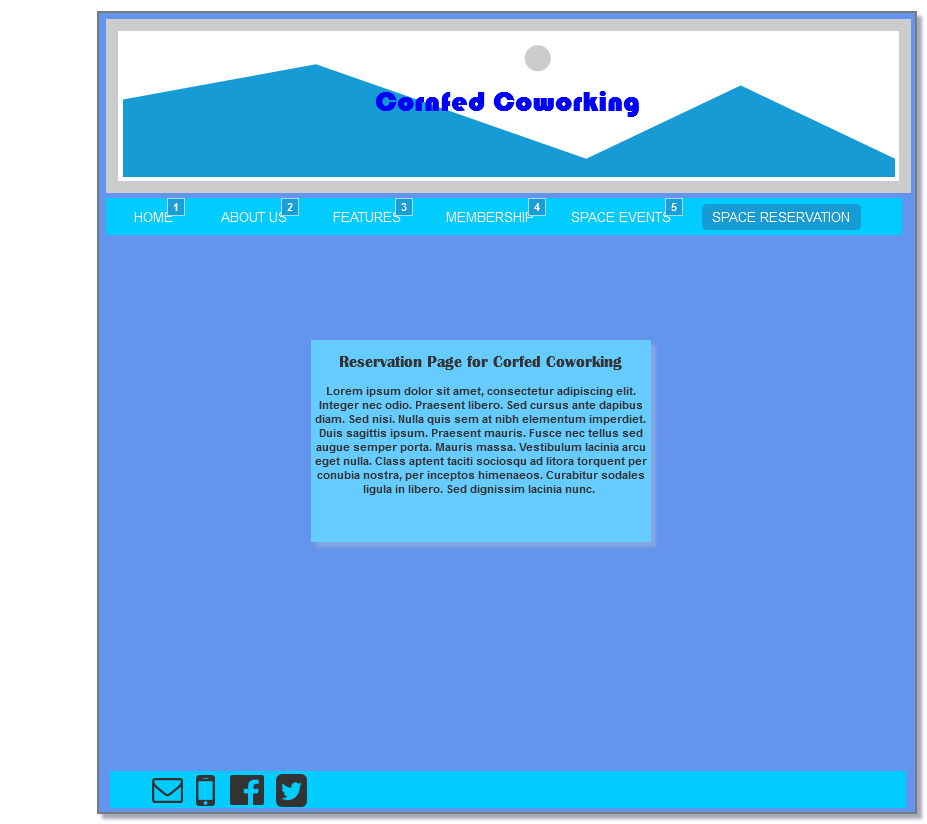 Cornfed Coworking
HOME 1 ABOUT US 2 FEATURES 3 MEMBERSHIP 4 SPACE EVENTS 5 SPACE RESERVATION
Reservation Page for Corfed Coworking
Lorem ipsum dolor sit amet, consectetur adipiscing elit.
Integer nec odio. Praesent libero. Sed cursus ante dapibus
diam. Sed nisi. Nulla quis sem at nibh elementum imperdiet.
Duis sagittis ipsum. Praesent mauris. Fusce nec tellus sed
augue semper porta. Mauris massa. Vestibulum lacinia arcu
eget nulla. Class aptent taciti sociosqu ad litora torquent per
conubia nostra, per inceptos himenaeos. Curabitur sodales
ligula in libero. Sed dignissim lacinia nunc.